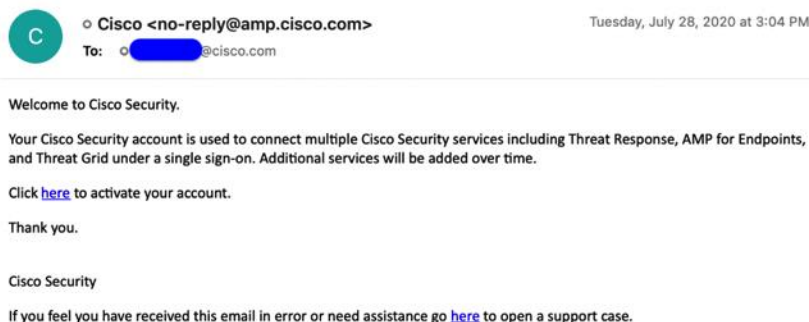 C
Cisco <no-reply@amp.cisco.com>
Tuesday, July 28, 2020 at 3:04 PM
To: @cisco.com
Welcome to Cisco Security.
Your Cisco Security account is used to connect multiple Cisco Security services including Threat Response, AMP for Endpoints,
and Threat Grid under a single sign-on. Additional services will be added over time.
Click here to activate your account.
Thank you.
Cisco Security
If you feel you have received this email in error or need assistance go here to open a support case.